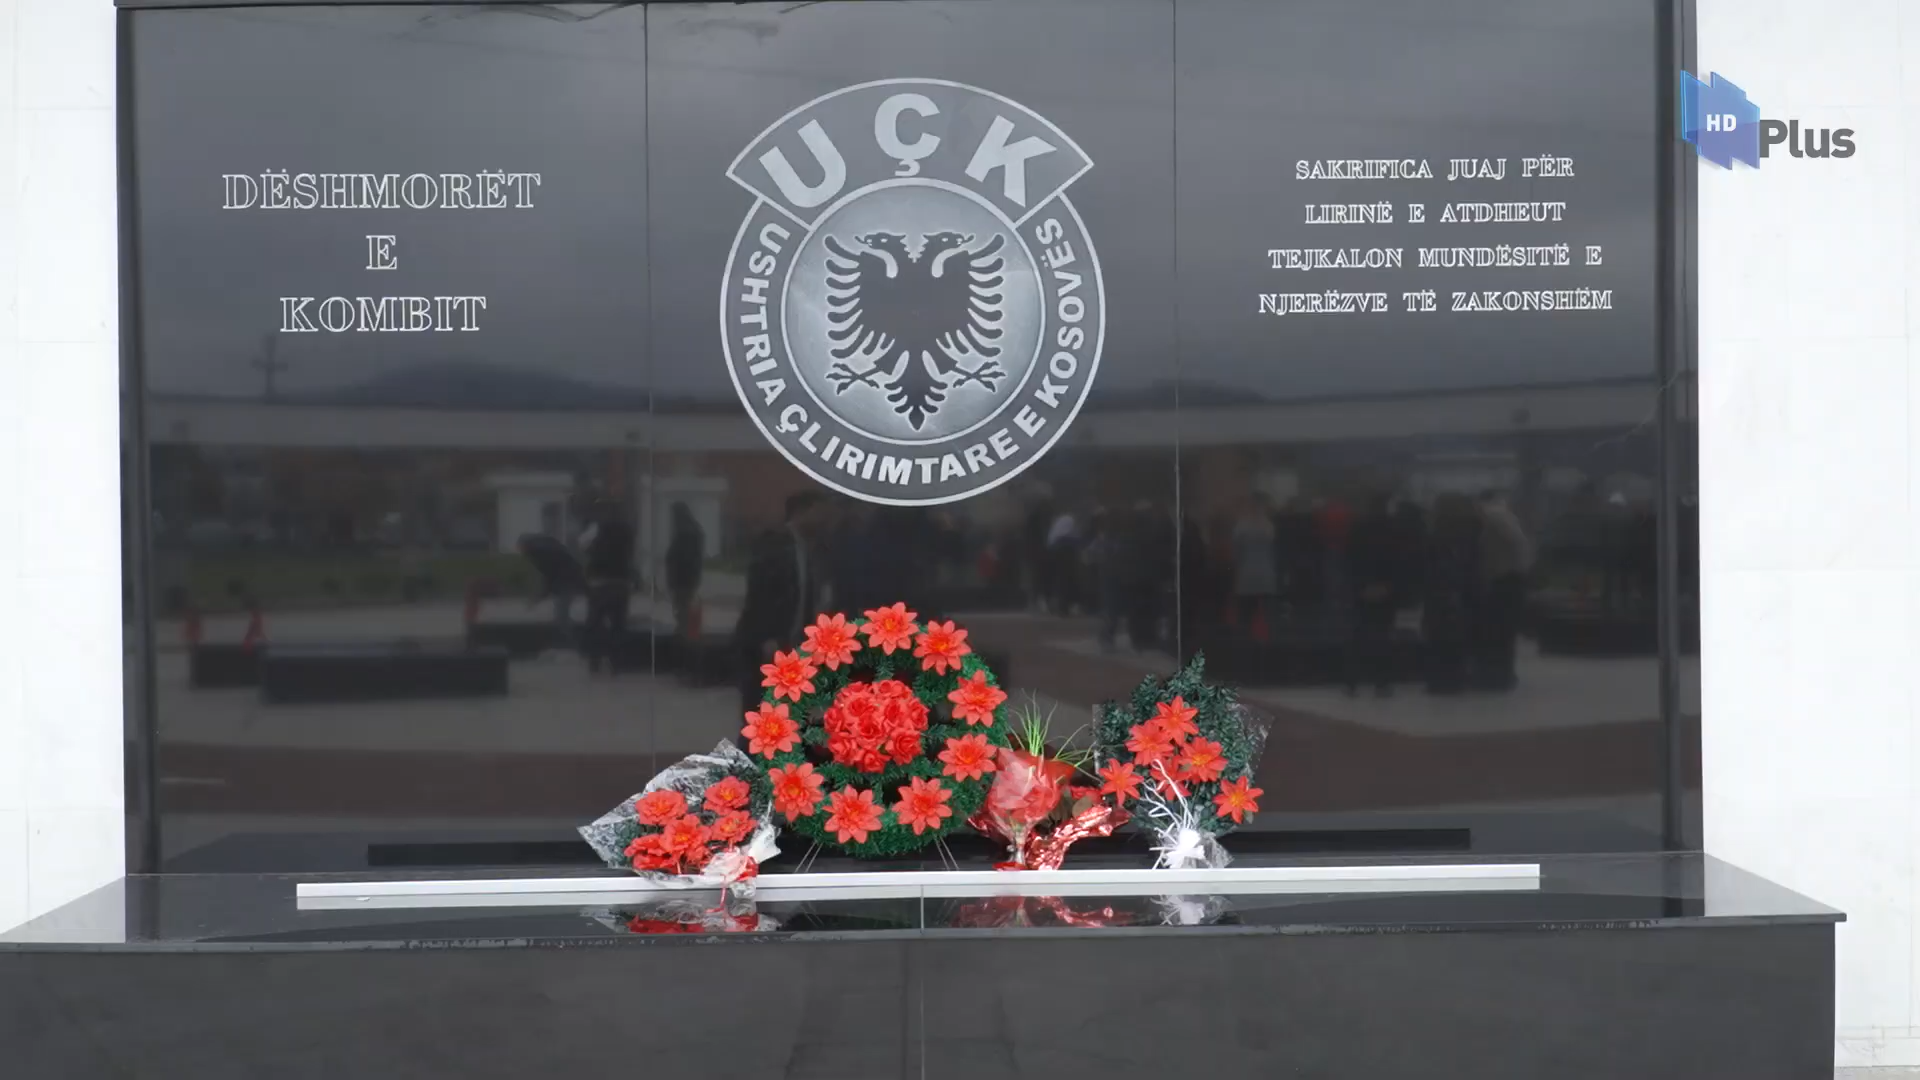 DËSHMORËT
E
KOMBIT
UÇK
USHTRIA ÇLIRIMTARE E KOSOVËS
SAKRIFICA JUAJ PËR
LIRINË E ATDHEUT
TEJKALON MUNDËSITË E
NJERËZVE TË ZAKONSHËM
HD
Plus